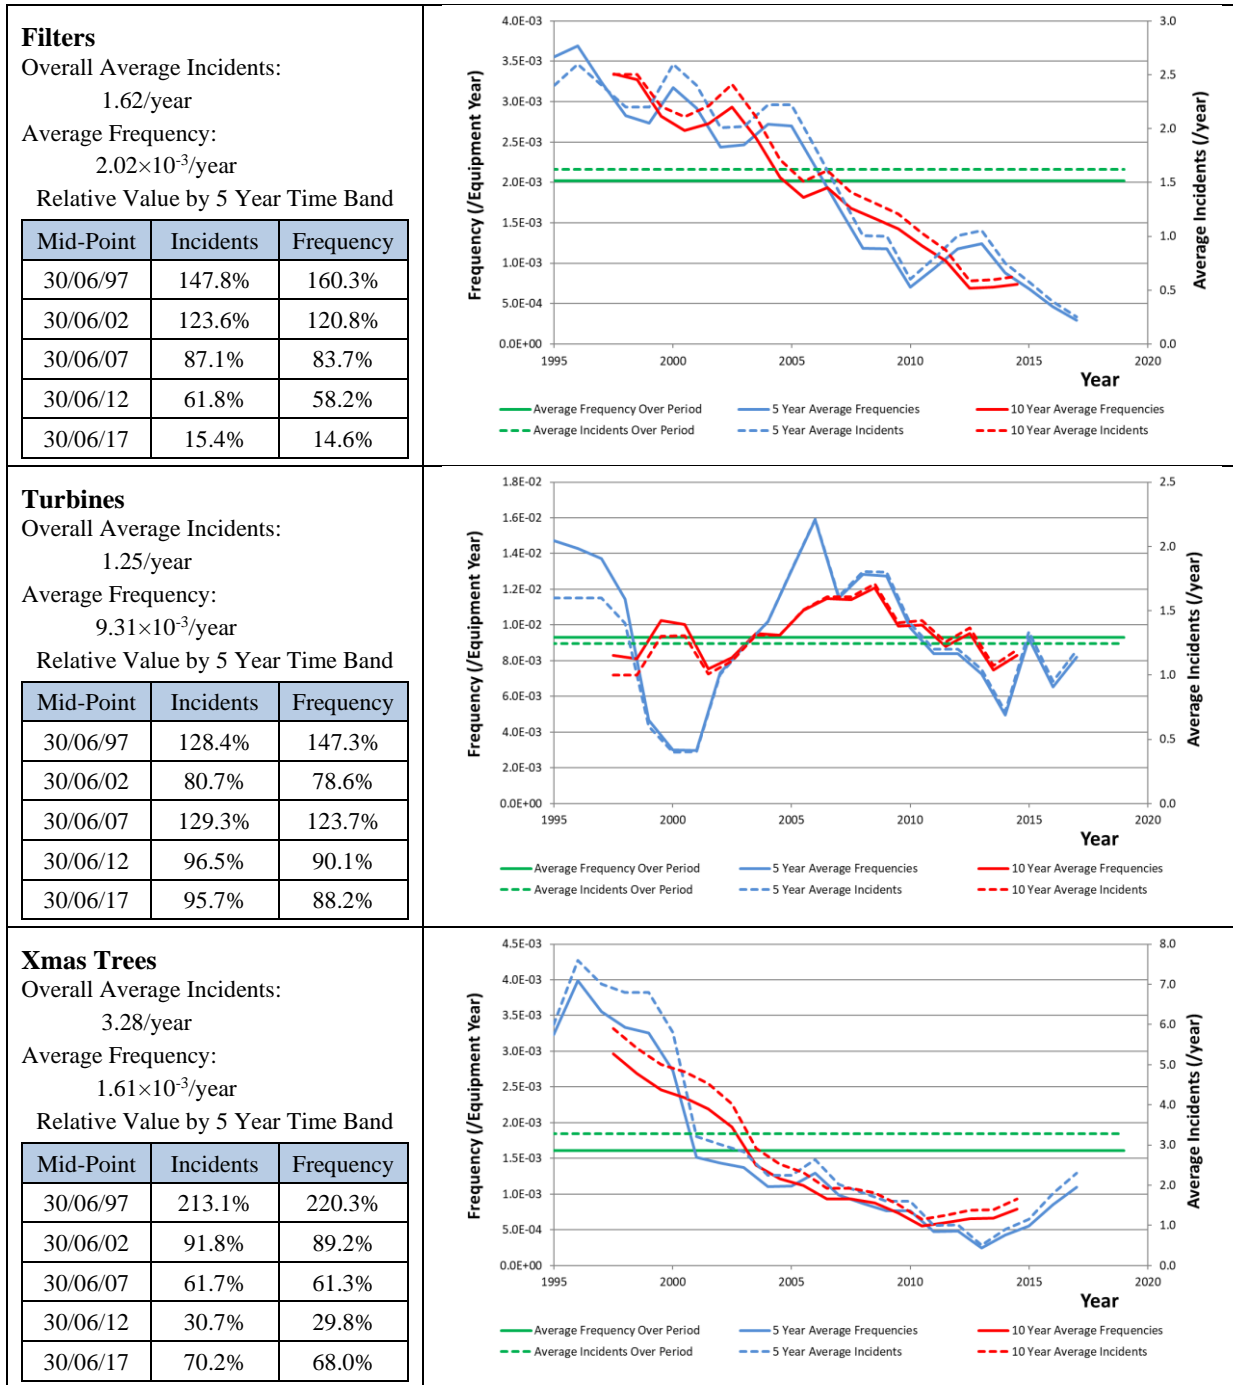 Filters
Overall Average Incidents:
1.62/year
Average Frequency:
2.02×10-3/year
Relative Value by 5 Year Time Band
Mid-Point Incidents Frequency
30/06/97 147.8% 160.3%
30/06/02 123.6% 120.8%
30/06/07 87.1% 83.7%
30/06/12 61.8% 58.2%
30/06/17 15.4% 14.6%
Frequency (/Equipment Year)
4.0E-03
3.5E-03
3.0E-03
2.5E-03
2.0E-03
1.5E-03
1.0E-03
5.0E-04
0.0E+00
3.0
2.5
2.0
1.5
1.0
0.5
0.0
Average Incidents (/year)
1995 2000 2005 2010 2015 2020
Year
Average Frequency Over Period 5 Year Average Frequencies 10 Year Average Frequencies
Average Incidents Over Period 5 Year Average Incidents 10 Year Average Incidents
Turbines
Overall Average Incidents:
1.25/year
Average Frequency:
9.31×10-3/year
Relative Value by 5 Year Time Band
Mid-Point Incidents Frequency
30/06/97 128.4% 147.3%
30/06/02 80.7% 78.6%
30/06/07 129.3% 123.7%
30/06/12 96.5% 90.1%
30/06/17 95.7% 88.2%
Frequency (/Equipment Year)
1.8E-02
1.6E-02
1.4E-02
1.2E-02
1.0E-02
8.0E-03
6.0E-03
4.0E-03
2.0E-03
0.0E+00
2.5
2.0
1.5
1.0
0.5
0.0
Average Incidents (/year)
1995 2000 2005 2010 2015 2020
Year
Average Frequency Over Period 5 Year Average Frequencies 10 Year Average Frequencies
Average Incidents Over Period 5 Year Average Incidents 10 Year Average Incidents
Xmas Trees
Overall Average Incidents:
3.28/year
Average Frequency:
1.61×10-3/year
Relative Value by 5 Year Time Band
Mid-Point Incidents Frequency
30/06/97 213.1% 220.3%
30/06/02 91.8% 89.2%
30/06/07 61.7% 61.3%
30/06/12 30.7% 29.8%
30/06/17 70.2% 68.0%
Frequency (/Equipment Year)
4.5E-03
4.0E-03
3.5E-03
3.0E-03
2.5E-03
2.0E-03
1.5E-03
1.0E-03
5.0E-04
0.0E+00
8.0
7.0
6.0
5.0
4.0
3.0
2.0
1.0
0.0
Average Incidents (/year)
1995 2000 2005 2010 2015 2020
Year
Average Frequency Over Period 5 Year Average Frequencies 10 Year Average Frequencies
Average Incidents Over Period 5 Year Average Incidents 10 Year Average Incidents